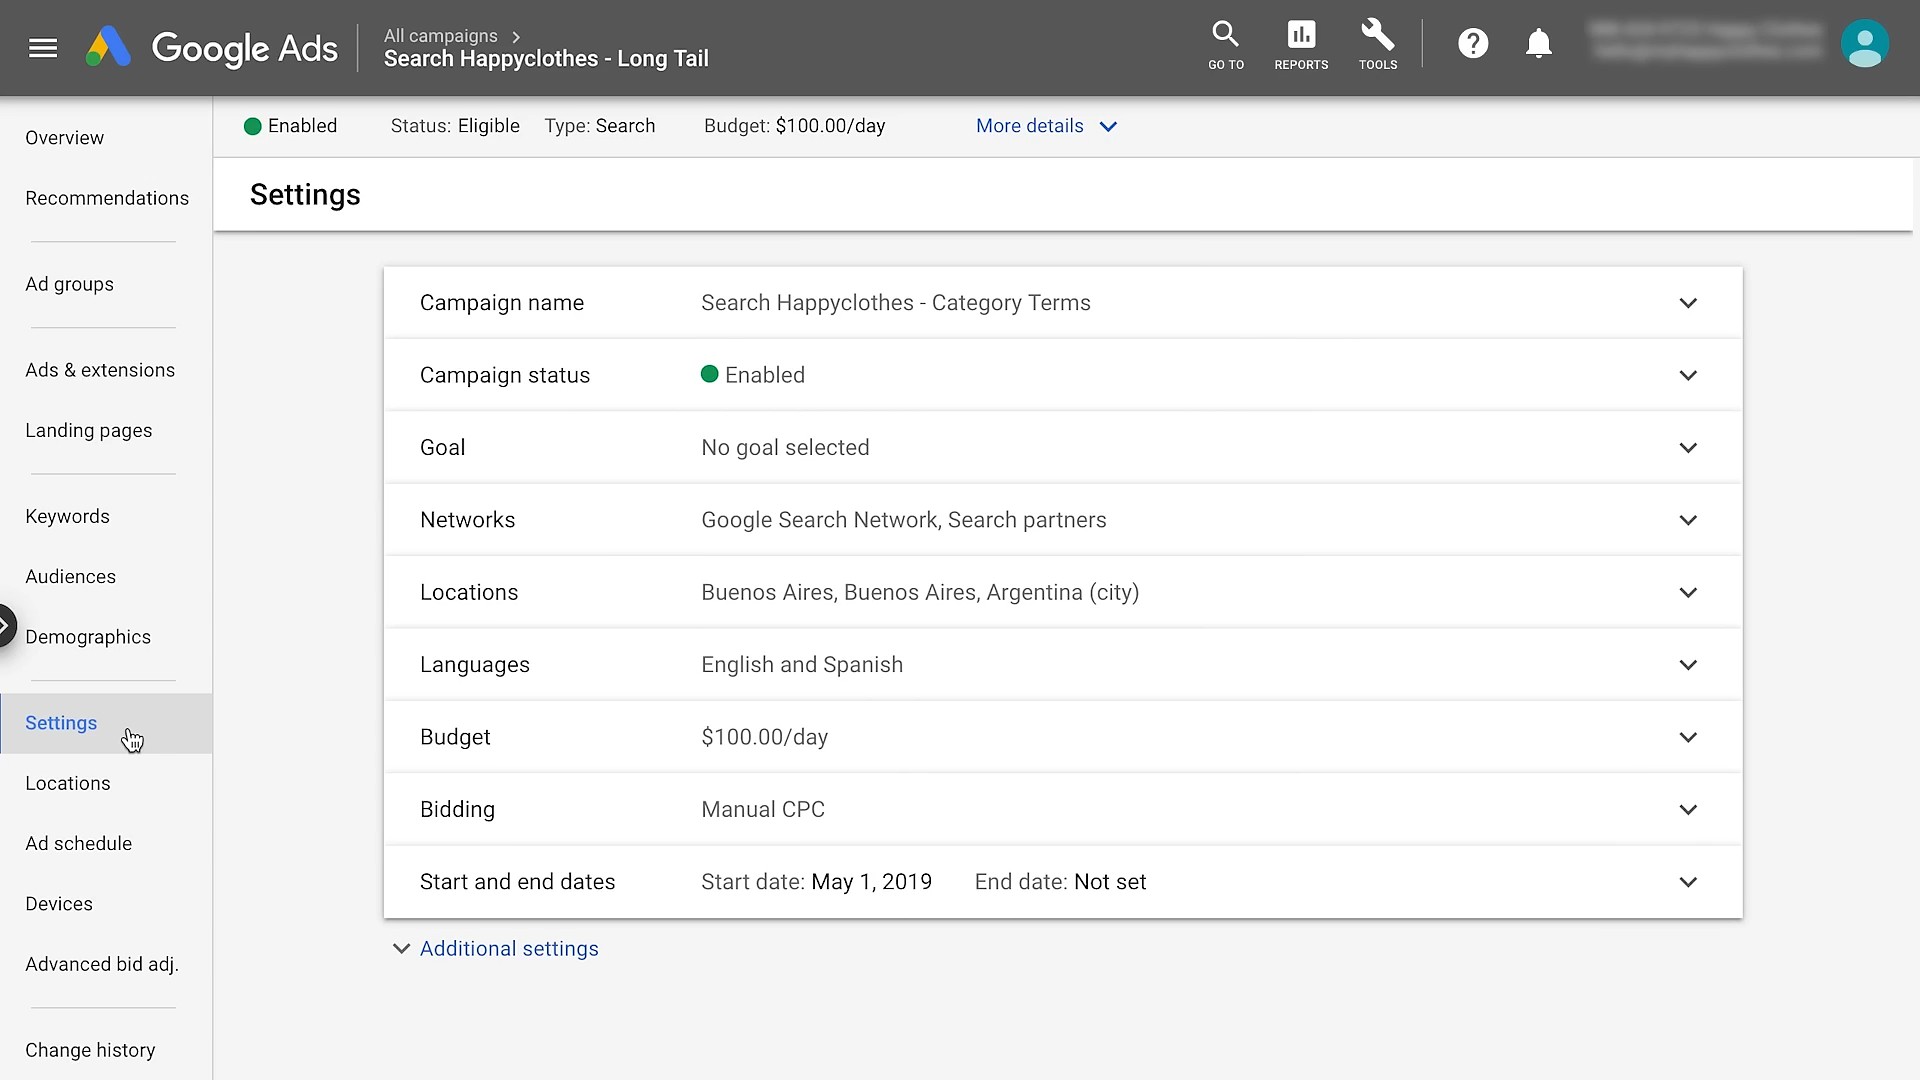 Google Ads
All campaigns
Search Happyclothes - Long Tail
GO TO
REPORTS
TOOLS
Overview
Recommendations
Ad groups
Ads & extensions
Landing pages
Keywords
Audiences
Demographics
Settings
Locations
Ad schedule
Devices
Advanced bid adj.
Change history
Enabled Status: Eligible Type: Search Budget: $100.00/day More details
Settings
Campaign name Search Happyclothes - Category Terms
Campaign status Enabled
Goal No goal selected
Networks Google Search Network, Search partners
Locations Buenos Aires, Buenos Aires, Argentina (city)
Languages English and Spanish
Budget $100.00/day
Bidding Manual CPC
Start and end dates Start date: May 1, 2019 End date: Not set
Additional settings